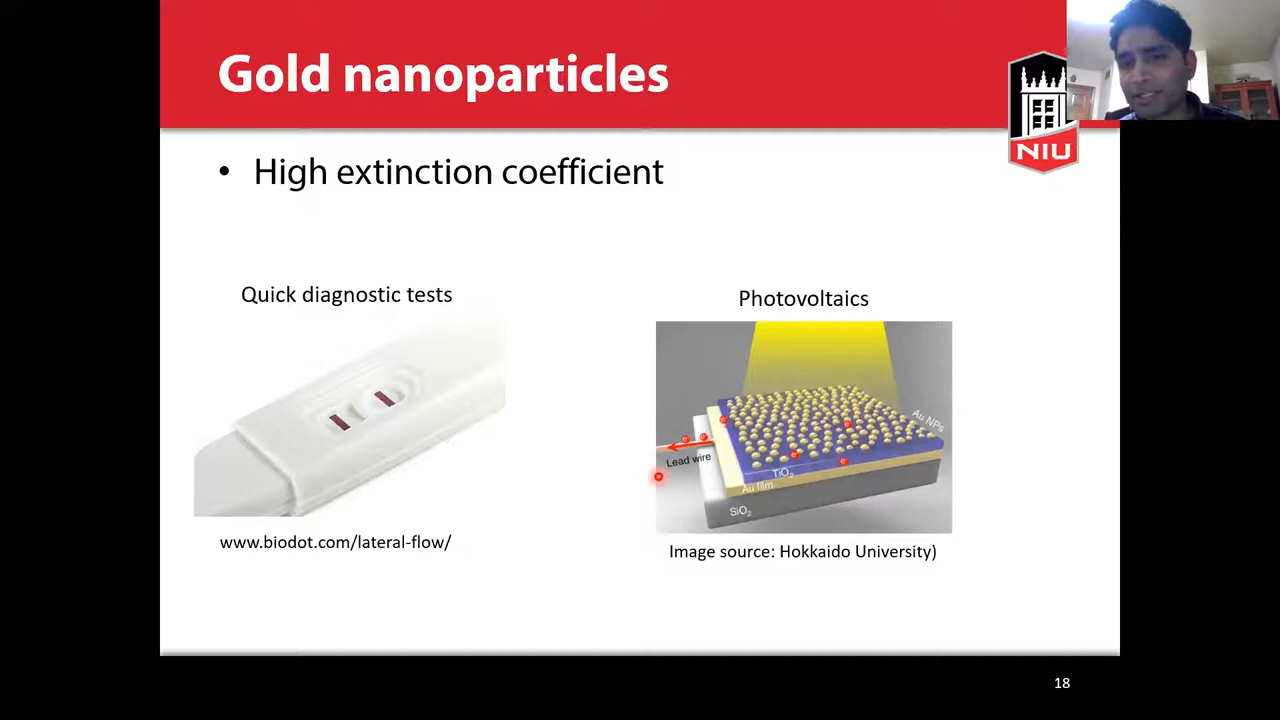 Gold nanoparticles
NIU
• High extinction coefficient
Quick diagnostic tests
Photovoltaics
Au NPs
Lead wire
TiO₂
Au film
SiO₂
www.biodot.com/lateral-flow/
Image source: Hokkaido University)
18